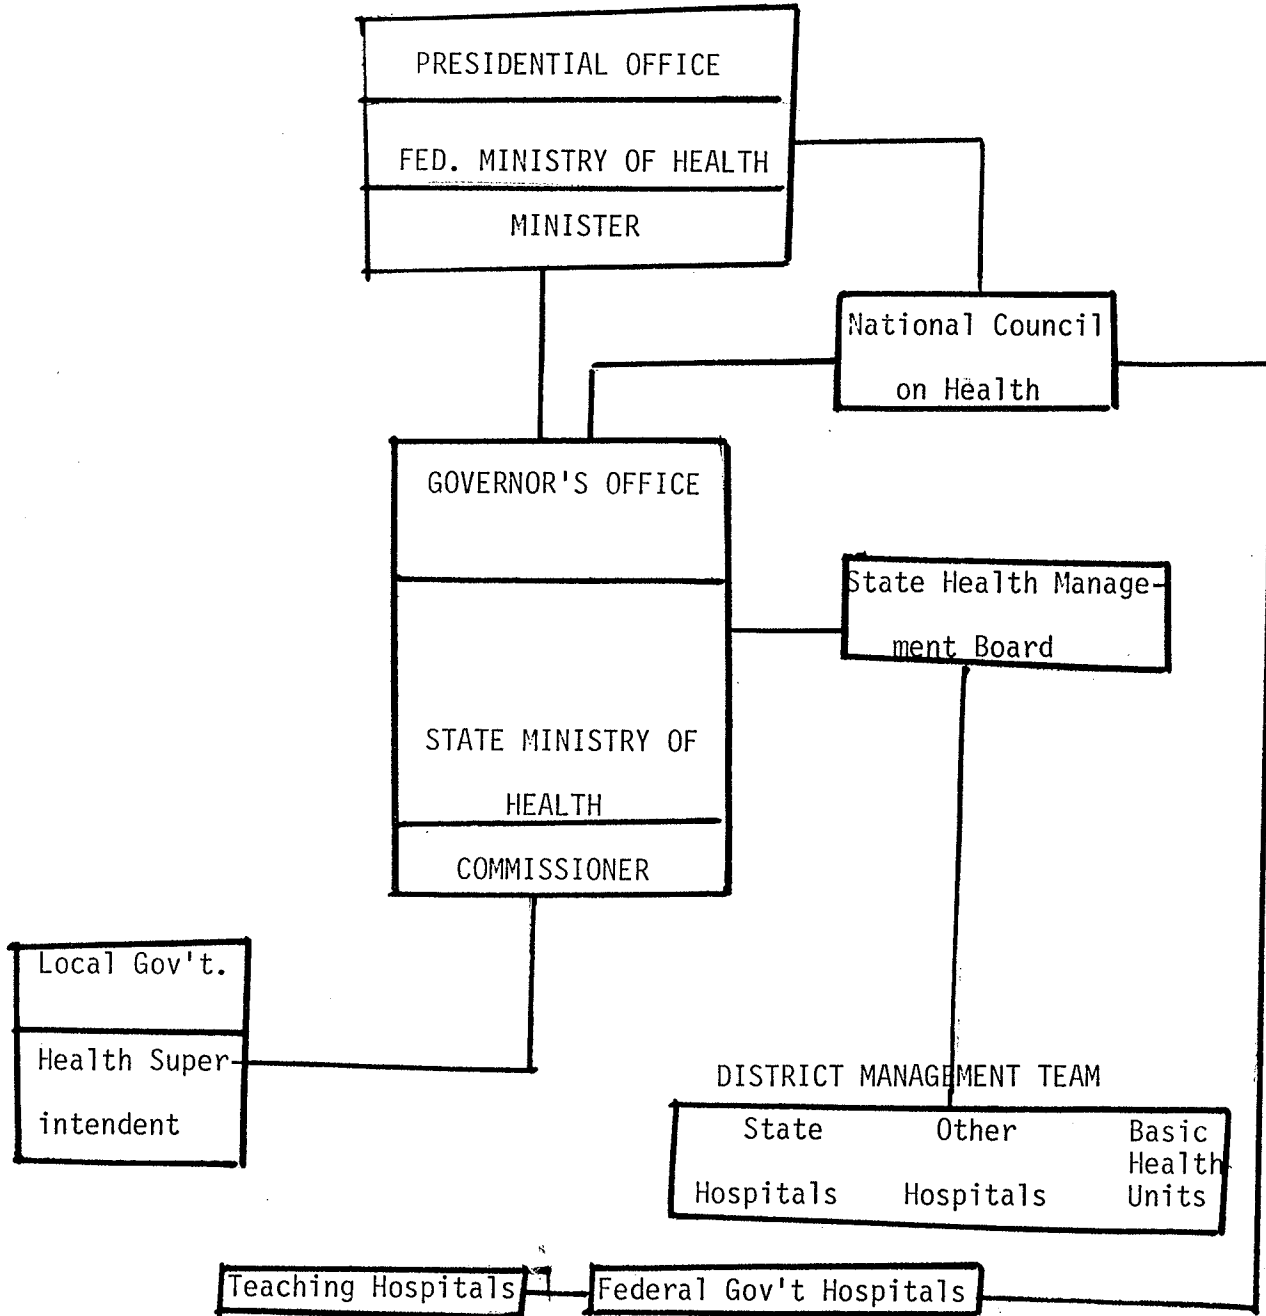 PRESIDENTIAL OFFICE
FED. MINISTRY OF HEALTH
MINISTER
National Council
on Health
GOVERNOR'S OFFICE
State Health Manage-
ment Board
STATE MINISTRY OF
HEALTH
COMMISSIONER
Local Gov't.
Health Super-
intendent
DISTRICT MANAGEMENT TEAM
State
Hospitals
Other
Hospitals
Basic
Health
Units
Teaching Hospitals
Federal Gov't Hospitals